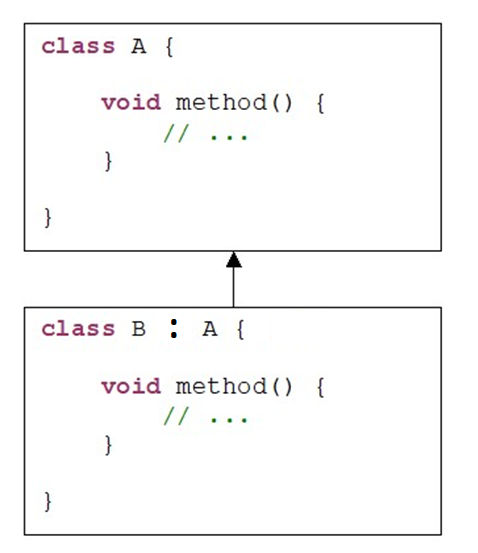 class A {
void method() {
// ...
}
}
class B : A {
void method() {
// ...
}
}